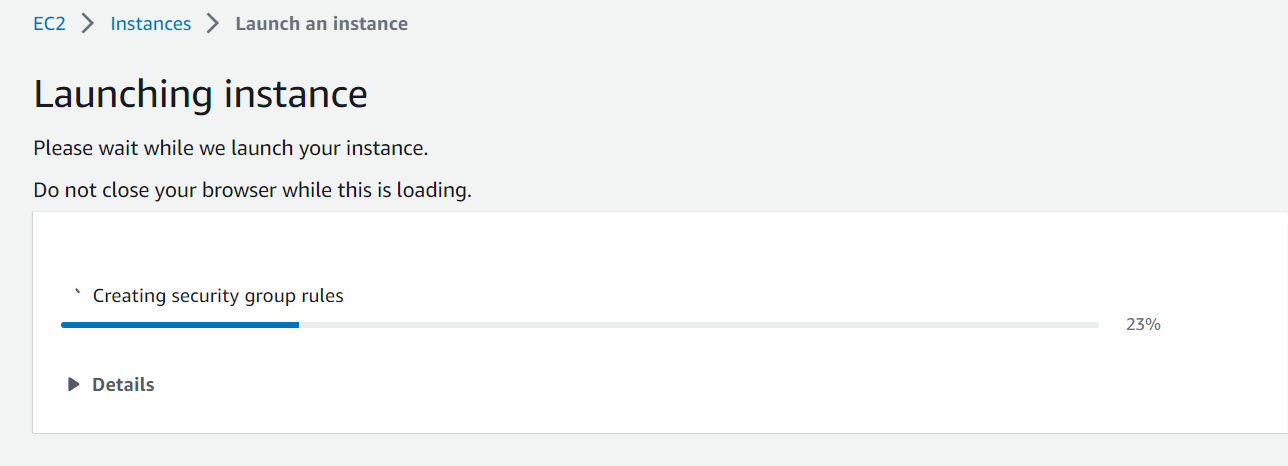 EC2 Instances Launch an instance
Launching instance
Please wait while we launch your instance.
Do not close your browser while this is loading.
Creating security group rules
23%
Details